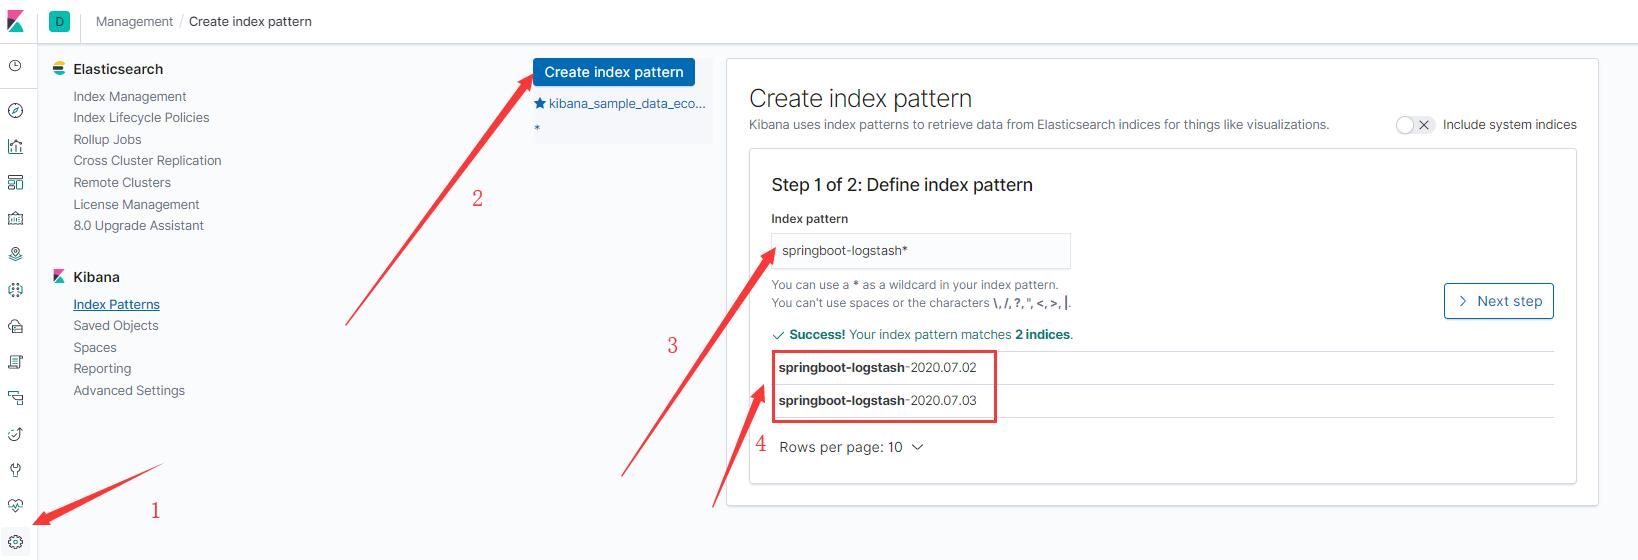 D Management / Create index pattern
Elasticsearch
Index Management
Index Lifecycle Policies
Rollup Jobs
Cross Cluster Replication
Remote Clusters
License Management
8.0 Upgrade Assistant
Kibana
Index Patterns
Saved Objects
Spaces
Reporting
Advanced Settings
1
Create index pattern
kibana_sample_data_eco...
*
2
Create index pattern
Kibana uses index patterns to retrieve data from Elasticsearch indices for things like visualizations.
Include system indices
Step 1 of 2: Define index pattern
Index pattern
springboot-logstash*
You can use a * as a wildcard in your index pattern.
You can't use spaces or the characters \, /, ?, ", <, >, |.
Next step
3
Success! Your index pattern matches 2 indices.
springboot-logstash-2020.07.02
springboot-logstash-2020.07.03
4
Rows per page: 10